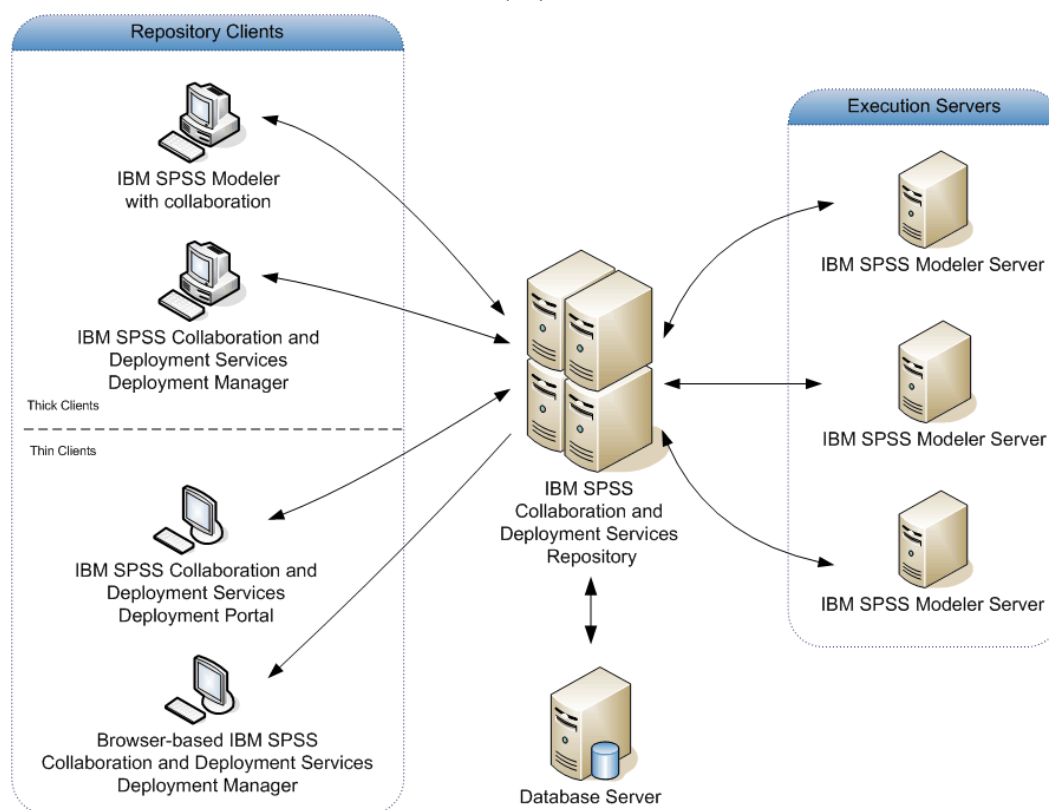 Repository Clients
IBM SPSS Modeler
with collaboration
IBM SPSS Collaboration and
Deployment Services
Deployment Manager
Thick Clients
Thin Clients
IBM SPSS Collaboration and
Deployment Services
Deployment Portal
Browser-based IBM SPSS
Collaboration and Deployment Services
Deployment Manager
IBM SPSS
Collaboration and
Deployment Services
Repository
Database Server
Execution Servers
IBM SPSS Modeler Server
IBM SPSS Modeler Server
IBM SPSS Modeler Server